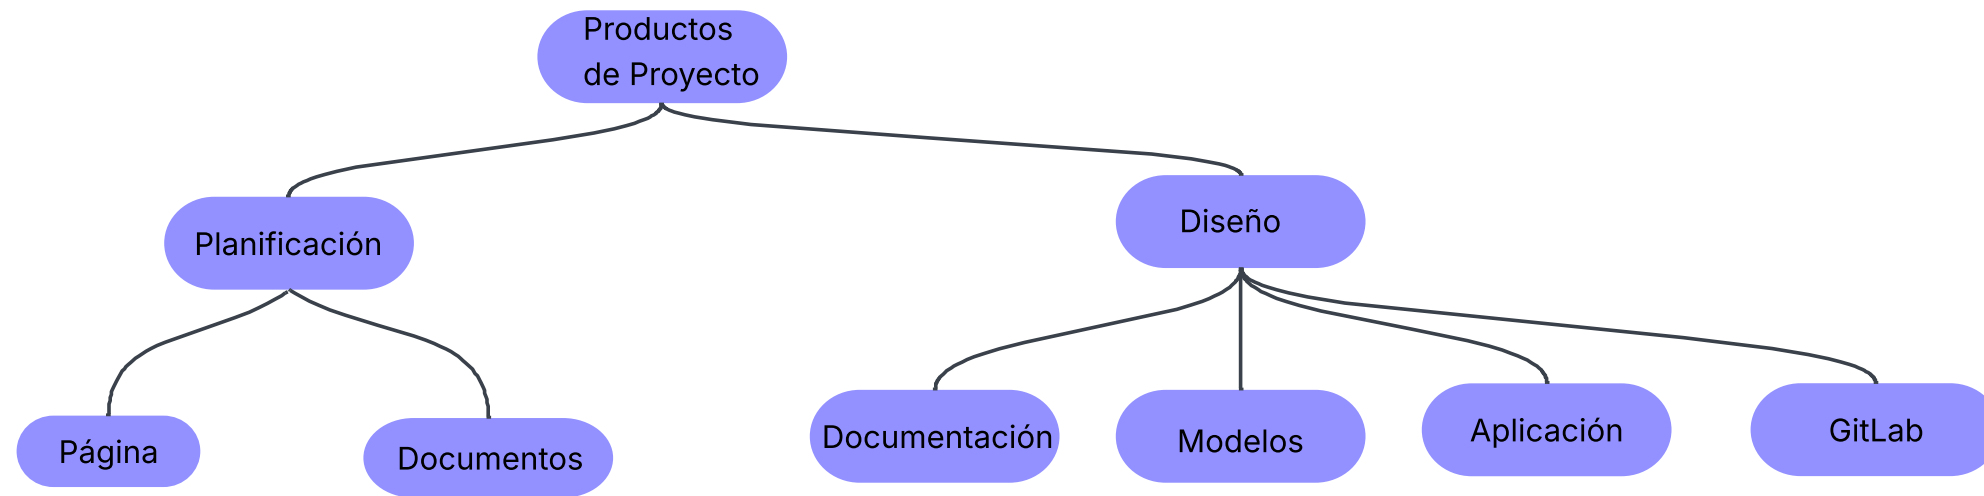 Productos
de Proyecto
Planificación
Diseño
Página
Documentos
Documentación
Modelos
Aplicación
GitLab